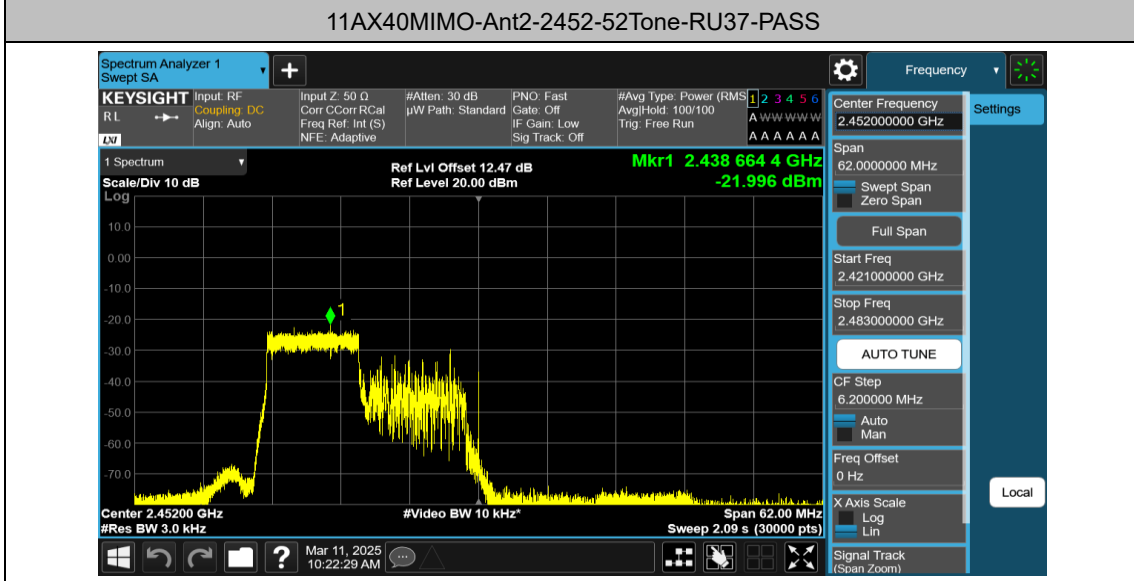 11AX40MIMO-Ant2-2452-52Tone-RU37-PASS
Spectrum Analyzer 1
Swept SA
Frequency
KEYSIGHT
R L
LXI
Input: RF
Coupling: DC
Align: Auto
Input Z: 50 Ω
Corr CCorr RCal
Freq Ref: Int (S)
NFE: Adaptive
#Atten: 30 dB
µW Path: Standard
PNO: Fast
Gate: Off
IF Gain: Low
Sig Track: Off
#Avg Type: Power (RMS
Avg|Hold: 100/100
Trig: Free Run
1 2 3 4 5 6
A W W W W W
A A A A A A
1 Spectrum
Scale/Div 10 dB
Log
Ref Lvl Offset 12.47 dB
Ref Level 20.00 dBm
Mkr1 2.438 664 4 GHz
-21.996 dBm
10.0
0.00
-10.0
-20.0
-30.0
-40.0
-50.0
-60.0
-70.0
1
Center 2.45200 GHz
#Res BW 3.0 kHz
#Video BW 10 kHz*
Span 62.00 MHz
Sweep 2.09 s (30000 pts)
Center Frequency
2.452000000 GHz
Settings
Span
62.0000000 MHz
Swept Span
Zero Span
Full Span
Start Freq
2.421000000 GHz
Stop Freq
2.483000000 GHz
AUTO TUNE
CF Step
6.200000 MHz
Auto
Man
Freq Offset
0 Hz
X Axis Scale
Log
Lin
Signal Track
(Span Zoom)
Local
?
Mar 11, 2025
10:22:29 AM